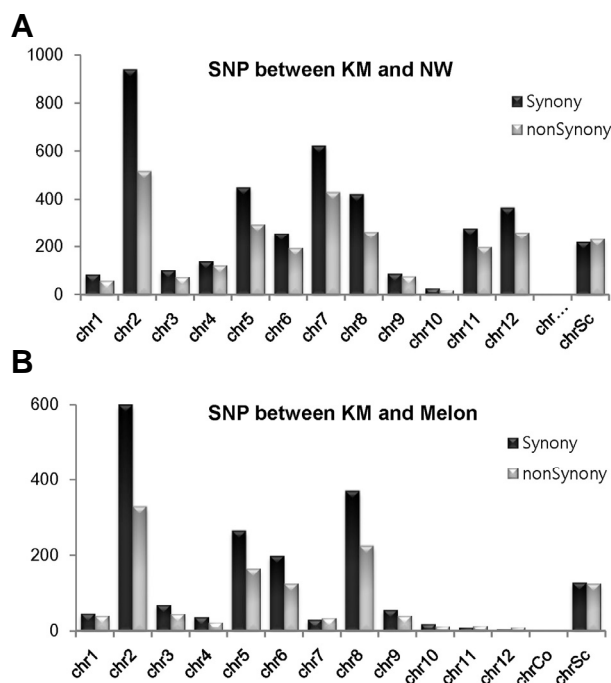 A
SNP between KM and NW
1000
800
600
400
200
0
Synony
nonSynony
chr1
chr2
chr3
chr4
chr5
chr6
chr7
chr8
chr9
chr10
chr11
chr12
chr...
chrSc
B
SNP between KM and Melon
600
400
200
0
Synony
nonSynony
chr1
chr2
chr3
chr4
chr5
chr6
chr7
chr8
chr9
chr10
chr11
chr12
chrCo
chrSc